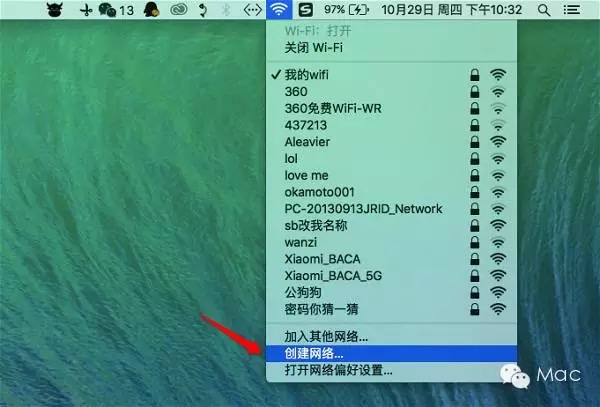 13
97%
10月29日 周四 下午10:32
Wi-Fi：打开
关闭 Wi-Fi
我的wifi
360
360免费WiFi-WR
437213
Aleavier
lol
love me
okamoto001
PC-20130913JRID_Network
sb改我名称
wanzi
Xiaomi_BACA
Xiaomi_BACA_5G
公狗狗
密码你猜一猜
加入其他网络...
创建网络...
打开网络偏好设置...
Mac